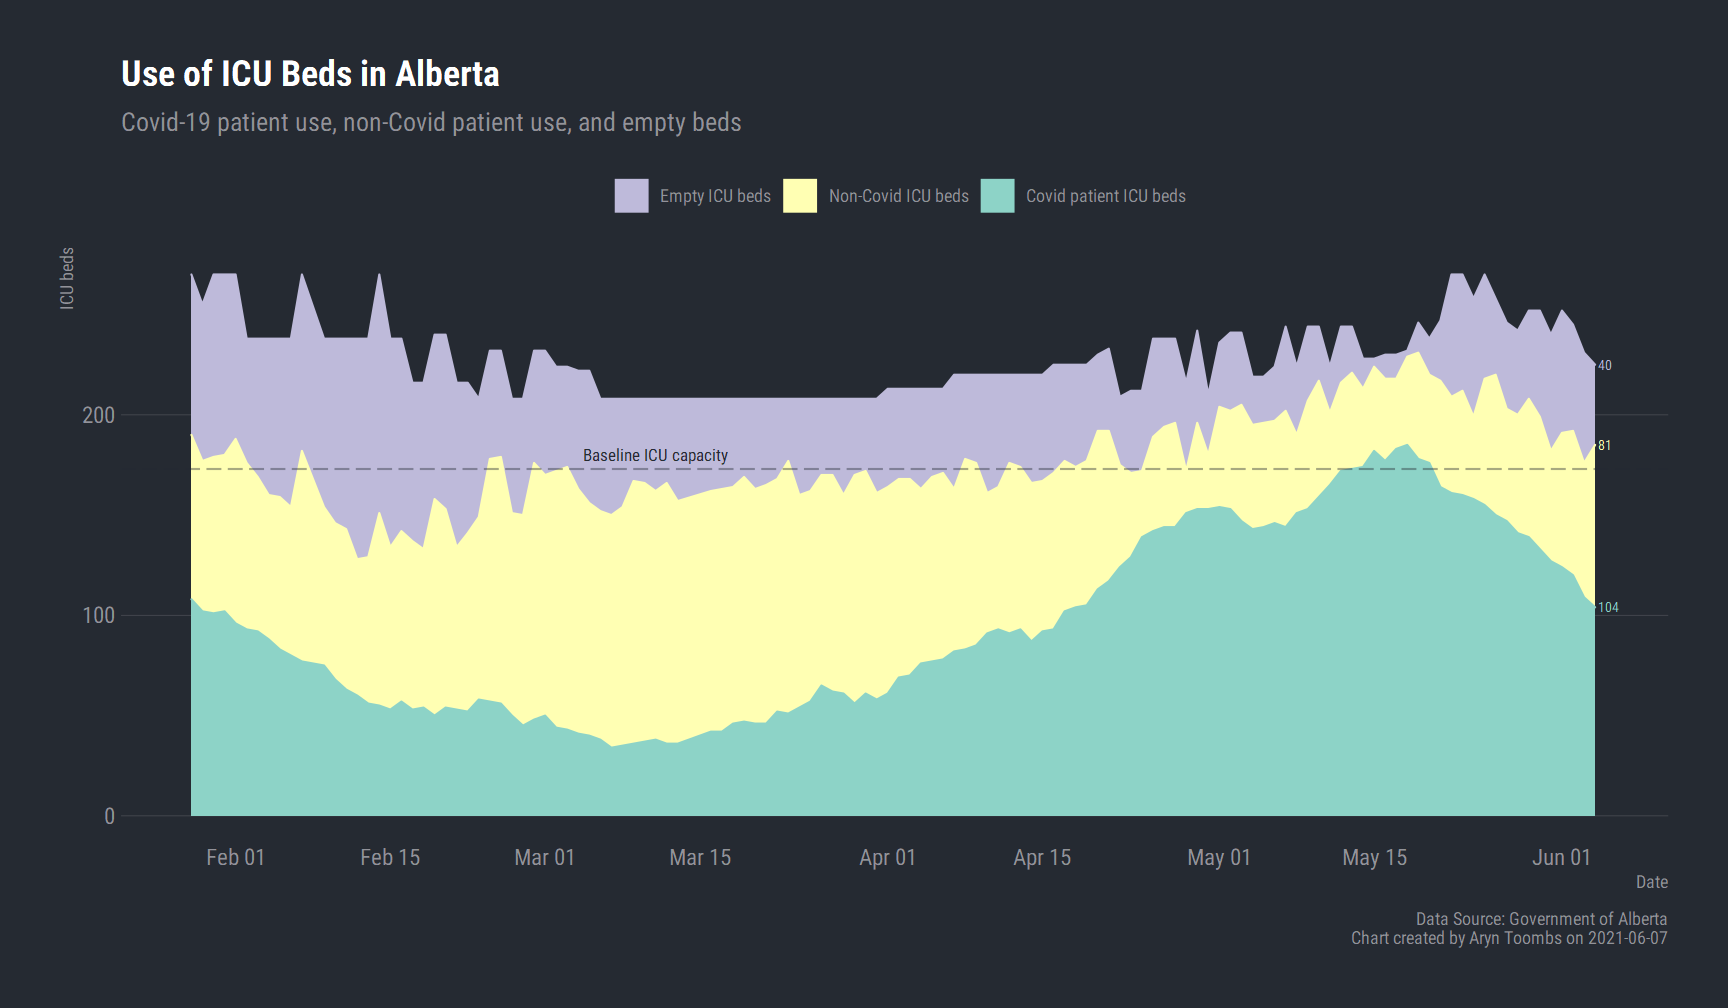 Use of ICU Beds in Alberta
Covid-19 patient use, non-Covid patient use, and empty beds
Empty ICU beds
Non-Covid ICU beds
Covid patient ICU beds
ICU beds
40
200
81
Baseline ICU capacity
104
100
0
Feb 01
Feb 15
Mar 01
Mar 15
Apr 01
Apr 15
May 01
May 15
Jun 01
Date
Data Source: Government of Alberta
Chart created by Aryn Toombs on 2021-06-07